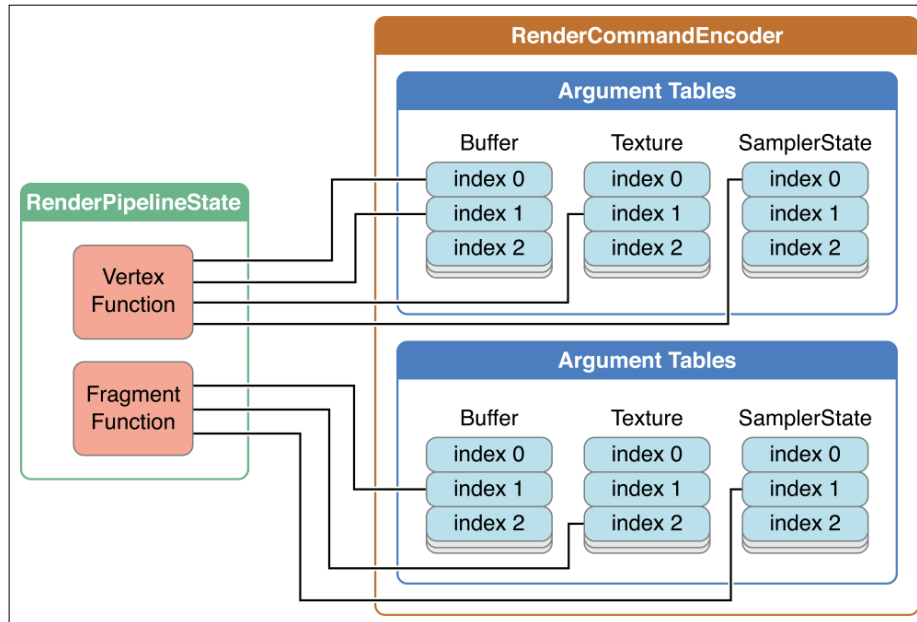 RenderCommandEncoder
Argument Tables
Buffer Texture SamplerState
index 0 index 0 index 0
index 1 index 1 index 1
index 2 index 2 index 2
RenderPipelineState
Vertex
Function
Fragment
Function
Argument Tables
Buffer Texture SamplerState
index 0 index 0 index 0
index 1 index 1 index 1
index 2 index 2 index 2